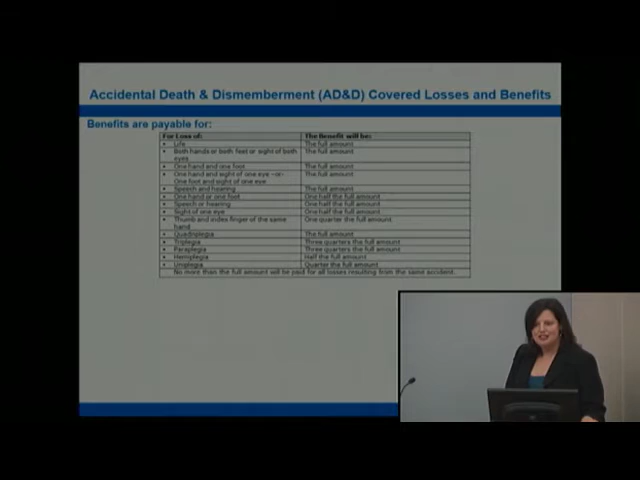 Accidental Death & Dismemberment (AD&D) Covered Losses and Benefits
Benefits are payable for:
For Loss of: The Benefit will be:
• Life The full amount
• Both hands or both feet or sight of both The full amount
eyes
• One hand and one foot The full amount
• One hand and sight of one eye –or- The full amount
One foot and sight of one eye
• Speech and hearing The full amount
• One hand or one foot One half the full amount
• Speech or hearing One half the full amount
• Sight of one eye One half the full amount
• Thumb and index finger of the same One quarter the full amount
hand
• Quadriplegia The full amount
• Triplegia Three quarters the full amount
• Paraplegia Three quarters the full amount
• Hemiplegia Half the full amount
• Uniplegia Quarter the full amount
No more the full amount will be paid for all losses resulting from the same accident.